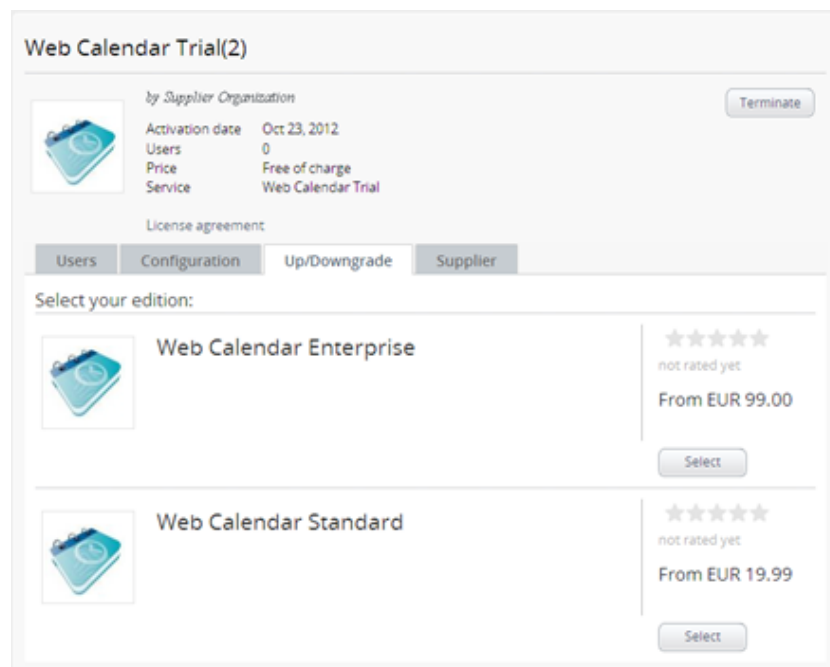 Web Calendar Trial(2)
by Supplier Organization
Terminate
Activation date Oct 23, 2012
Users 0
Price Free of charge
Service Web Calendar Trial
License agreement
Users Configuration Up/Downgrade Supplier
Select your edition:
Web Calendar Enterprise
not rated yet
From EUR 99.00
Select
Web Calendar Standard
not rated yet
From EUR 19.99
Select